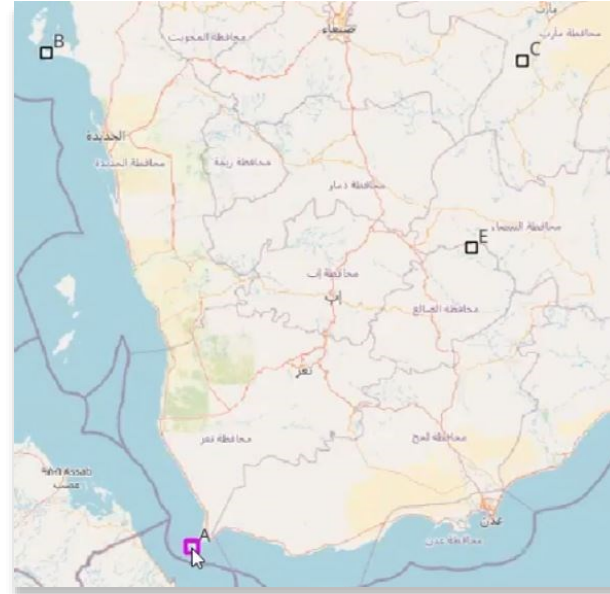 مأرب
B
محافظة المحويت
صنعاء
محافظة مأرب
C
الحديدة
محافظة الحديدة
محافظة ريمة
محافظة ذمار
محافظة البيضاء
E
محافظة إب
إب
محافظة الضالع
تعز
محافظة تعز
محافظة لحج
Assab
عصب
عدن
محافظة عدن
A